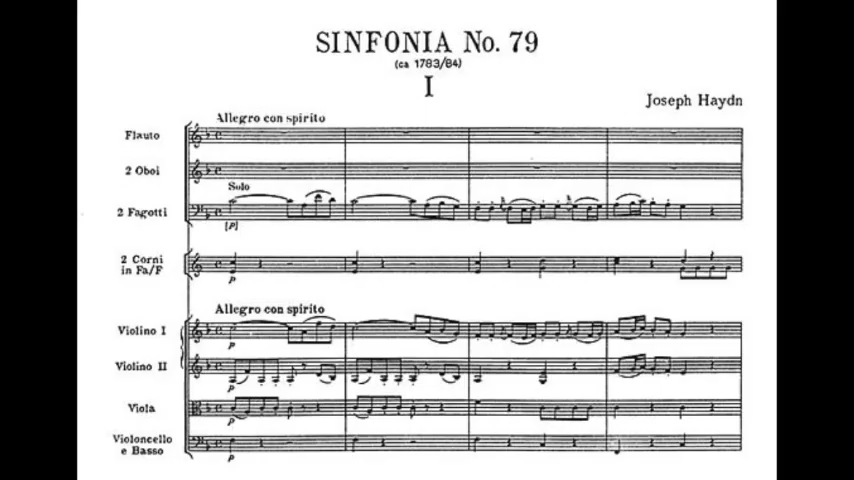 SINFONIA No. 79
(ca 1783/84)
I
Joseph Haydn
Allegro con spirito
Flauto
2 Oboi
Solo
2 Fagotti
[p]
2 Corni
in Fa/F
p
Allegro con spirito
Violino I
p
Violino II
p
Viola
p
Violoncello
e Basso
p